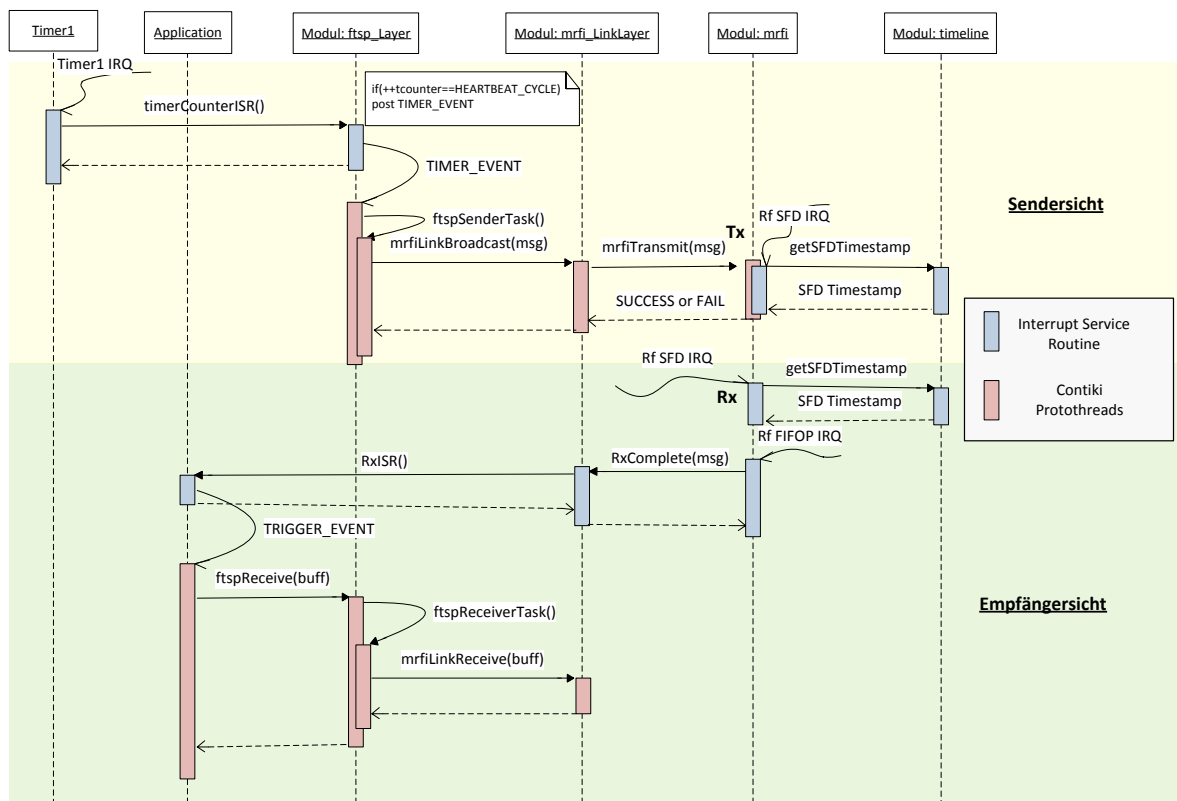 Timer1
Application
Modul: ftsp_Layer
Modul: mrfi_LinkLayer
Modul: mrfi
Modul: timeline
Timer1 IRQ
if(++tcounter==HEARTBEAT_CYCLE)
post TIMER_EVENT
timerCounterISR()
TIMER_EVENT
Sendersicht
ftspSenderTask()
Rf SFD IRQ
Tx
mrfiLinkBroadcast(msg)
mrfiTransmit(msg)
getSFDTimestamp
SUCCESS or FAIL
SFD Timestamp
Interrupt Service
Routine
Contiki
Protothreads
Rf SFD IRQ
getSFDTimestamp
Rx
SFD Timestamp
Rf FIFOP IRQ
RxISR()
RxComplete(msg)
TRIGGER_EVENT
ftspReceive(buff)
ftspReceiverTask()
Empfängersicht
mrfiLinkReceive(buff)